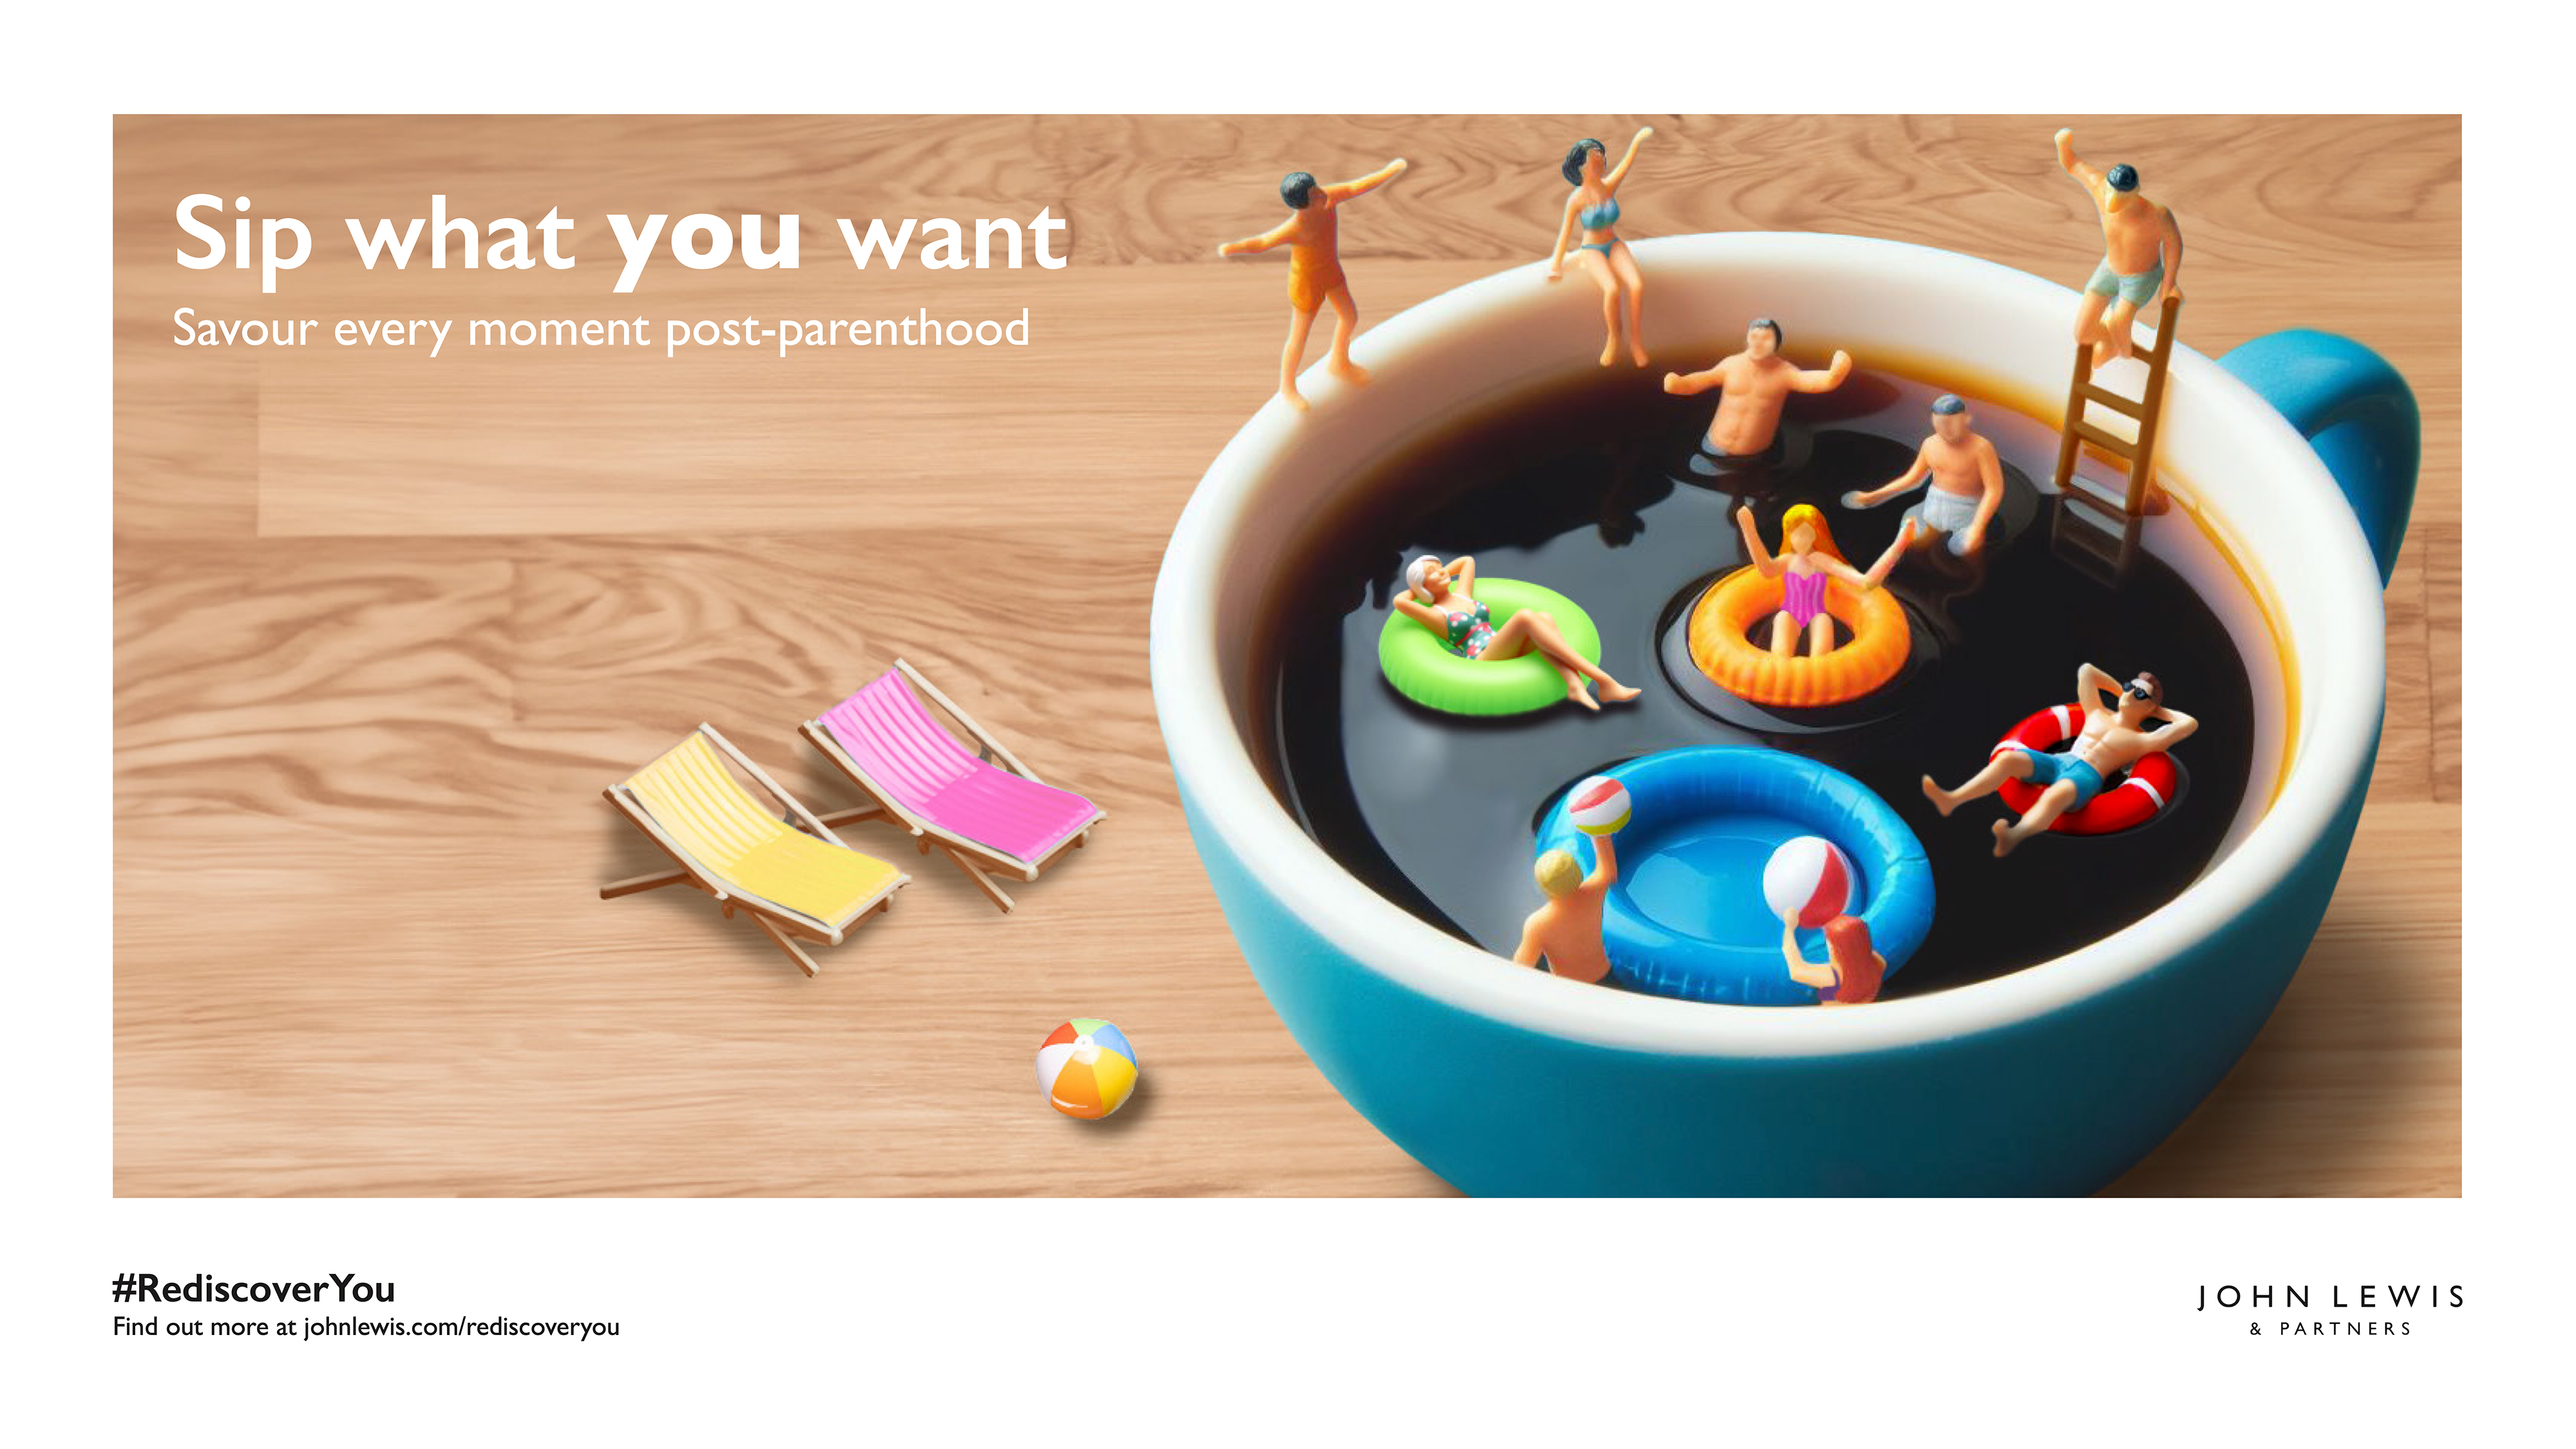 Sip what you want
Savour every moment post-parenthood
#RediscoverYou
Find out more at johnlewis.com/rediscoveryou
JOHN LEWIS
& PARTNERS